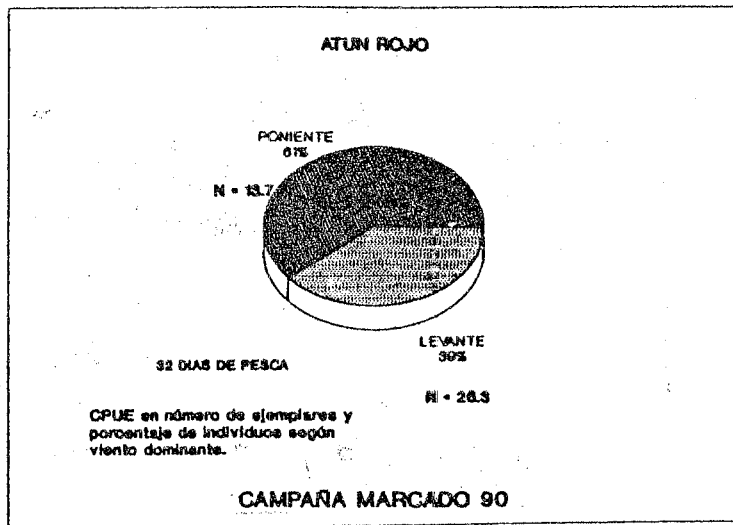 ATUN ROJO
PONIENTE
61%
N = 13.7
LEVANTE
39%
32 DIAS DE PESCA
N = 26.3
CPUE en número de ejemplares y
porcentaje de individuos según
viento dominante.
CAMPAÑA MARCADO 90